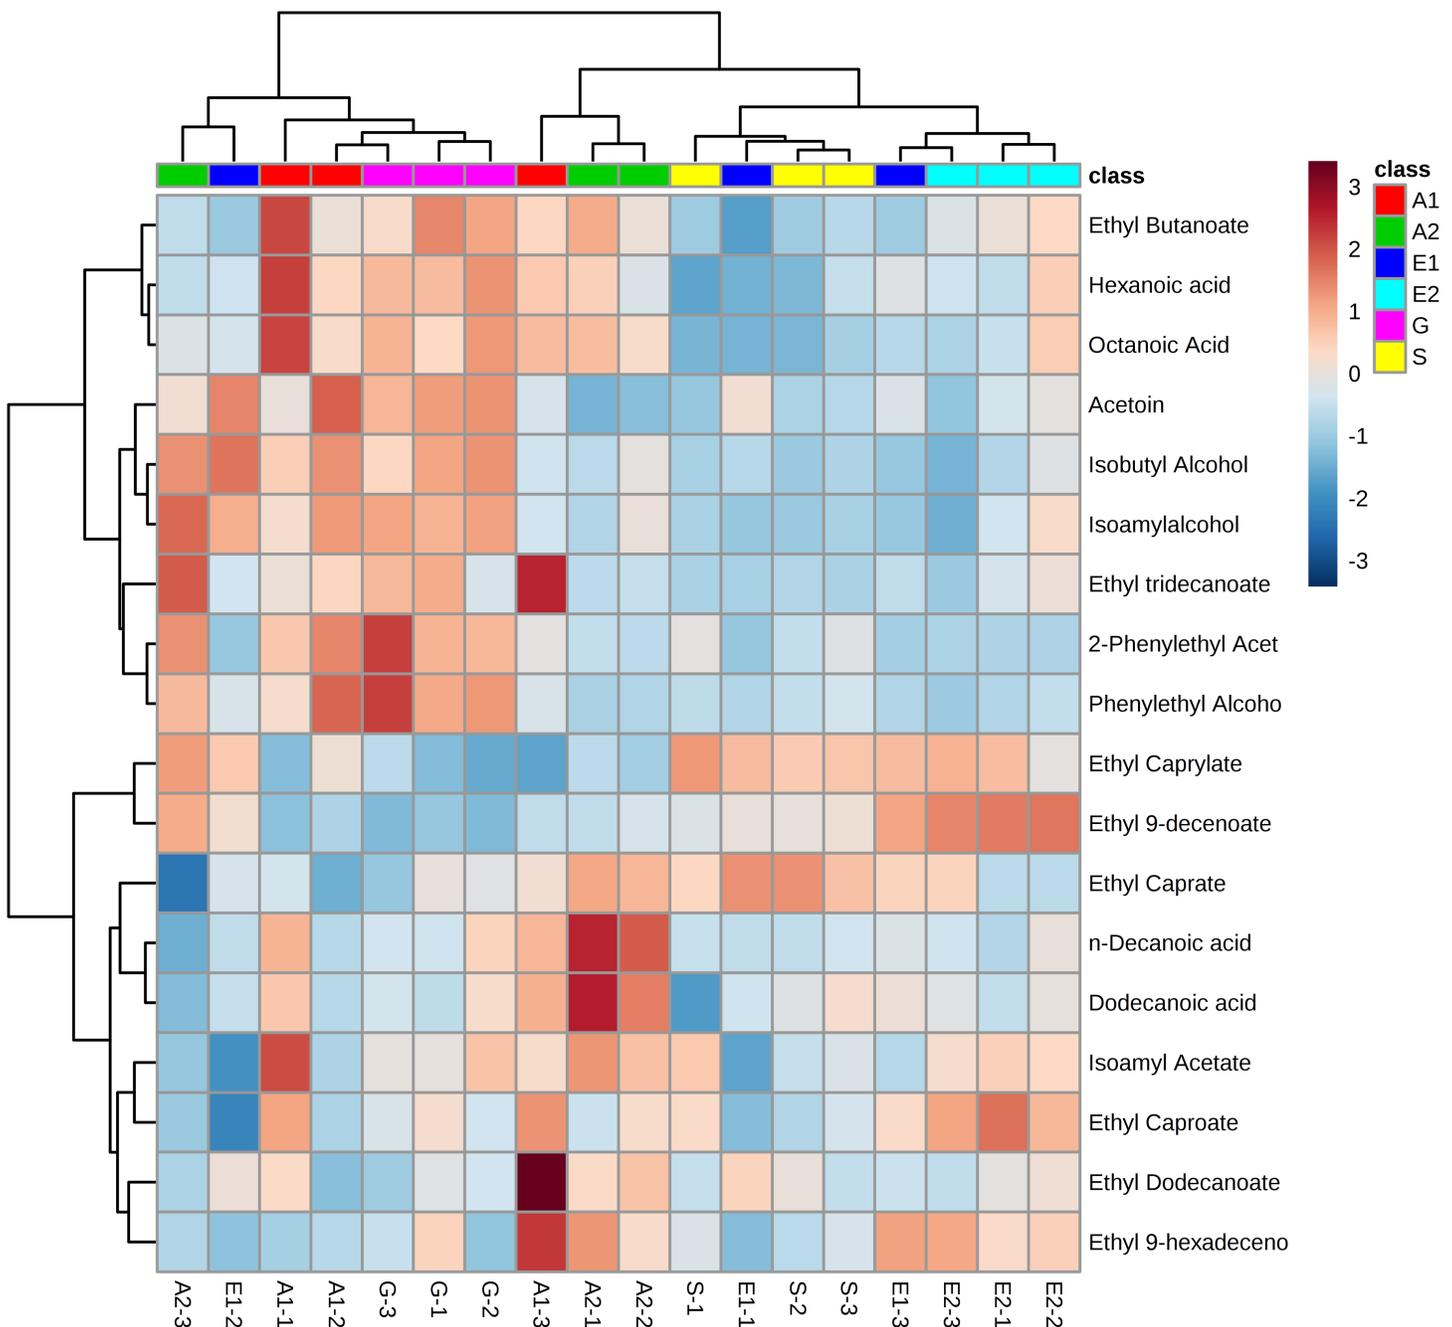 class
Ethyl Butanoate
Hexanoic acid
Octanoic Acid
Acetoin
Isobutyl Alcohol
Isoamylalcohol
Ethyl tridecanoate
2-Phenylethyl Acet
Phenylethyl Alcoho
Ethyl Caprylate
Ethyl 9-decenoate
Ethyl Caprate
n-Decanoic acid
Dodecanoic acid
Isoamyl Acetate
Ethyl Caproate
Ethyl Dodecanoate
Ethyl 9-hexadeceno
A2-3
E1-2
A1-1
A1-2
G-3
G-1
G-2
A1-3
A2-1
A2-2
S-1
E1-1
S-2
S-3
E1-3
E2-3
E2-1
E2-2
3
2
1
0
-1
-2
-3
class
A1
A2
E1
E2
G
S